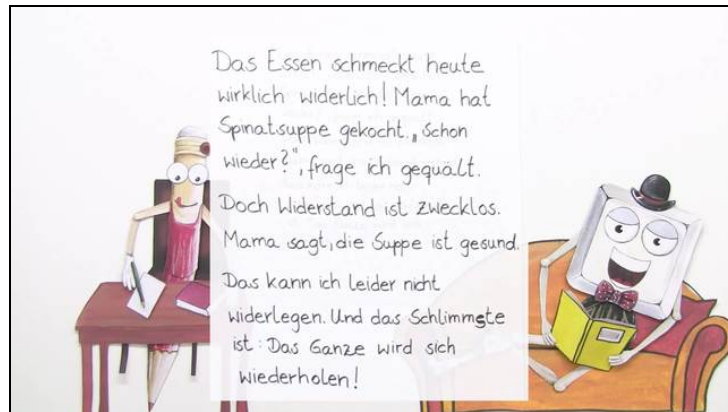 Das Essen schmeckt heute
wirklich widerlich! Mama hat
Spinatsuppe gekocht. „Schon
wieder?", frage ich gequält.
Doch Widerstand ist zwecklos.
Mama sagt, die Suppe ist gesund.
Das kann ich leider nicht
widerlegen. Und das Schlimmste
ist: Das Ganze wird sich
wiederholen!